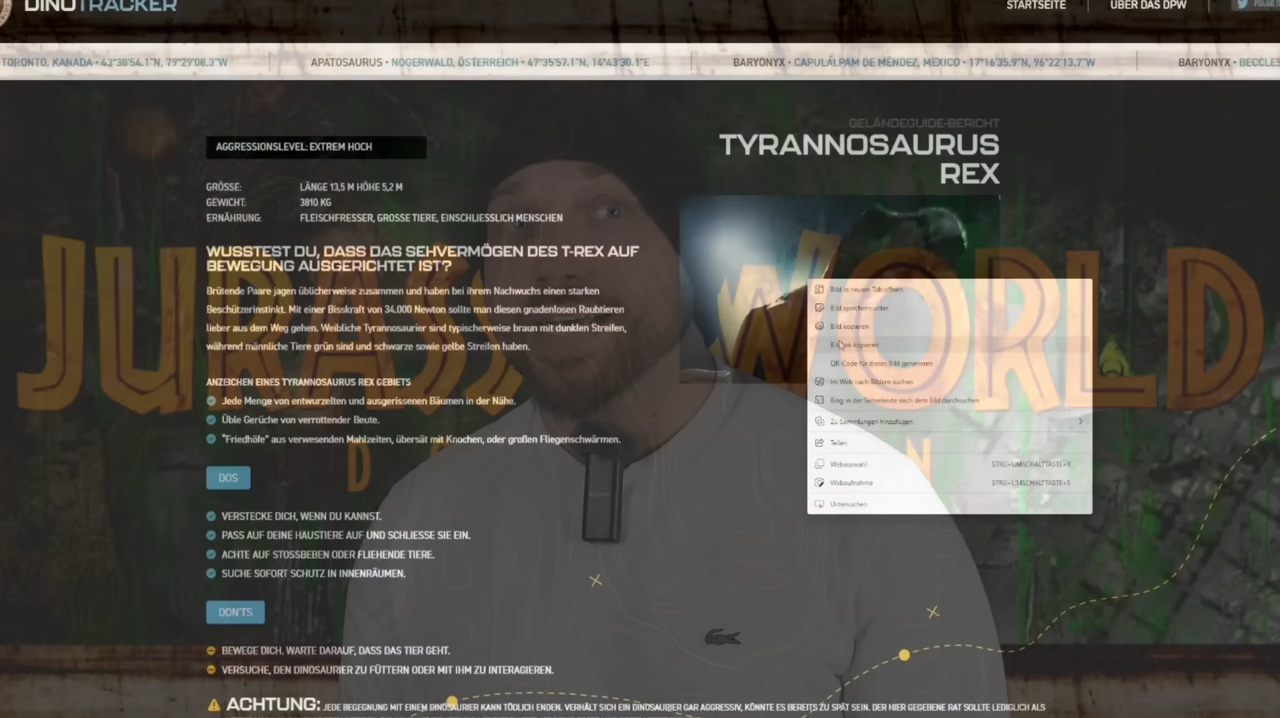 DINOTRACKER
STARTSEITE
ÜBER DAS DPW
FOLGE
TORONTO, KANADA • 43°38'54.1"N, 79°29'08.3"W
APATOSAURUS • NOGERWALD, ÖSTERREICH • 47°35'57.1"N, 14°43'30.1"E
BARYONYX • CAPULÁLPAM DE MÉNDEZ, MEXICO • 17°16'35.9"N, 96°22'13.7"W
BARYONYX • BECCLES
AGGRESSIONSLEVEL: EXTREM HOCH
GELÄNDEGUIDE-BERICHT
TYRANNOSAURUS
REX
GRÖSSE: LÄNGE 13,5 M HÖHE 5,2 M
GEWICHT: 3810 KG
ERNÄHRUNG: FLEISCHFRESSER, GROSSE TIERE, EINSCHLIESSLICH MENSCHEN
WUSSTEST DU, DASS DAS SEHVERMÖGEN DES T-REX AUF
BEWEGUNG AUSGERICHTET IST?
Brütende Paare jagen üblicherweise zusammen und haben bei ihrem Nachwuchs einen starken
Beschützerinstinkt. Mit einer Bisskraft von 34.000 Newton sollte man diesen gnadenlosen Raubtieren
lieber aus dem Weg gehen. Weibliche Tyrannosaurier sind typischerweise braun mit dunklen Streifen,
während männliche Tiere grün sind und schwarze sowie gelbe Streifen haben.
ANZEICHEN EINES TYRANNOSAURUS REX GEBIETS
Jede Menge von entwurzelten und ausgerissenen Bäumen in der Nähe.
Üble Gerüche von verrottender Beute.
"Friedhöfe" aus verwesenden Mahlzeiten, übersät mit Knochen, oder großen Fliegenschwärmen.
DOS
VERSTECKE DICH, WENN DU KANNST.
PASS AUF DEINE HAUSTIERE AUF UND SCHLIESSE SIE EIN.
ACHTE AUF STOSSBEBEN ODER FLIEHENDE TIERE.
SUCHE SOFORT SCHUTZ IN INNENRÄUMEN.
DON'TS
BEWEGE DICH. WARTE DARAUF, DASS DAS TIER GEHT.
VERSUCHE, DEN DINOSAURIER ZU FÜTTERN ODER MIT IHM ZU INTERAGIEREN.
ACHTUNG: JEDE BEGEGNUNG MIT EINEM DINOSAURIER KANN TÖDLICH ENDEN. VERHÄLT SICH EIN DINOSAURIER GAR AGGRESSIV, KÖNNTE ES BEREITS ZU SPÄT SEIN. DER HIER GEGEBENE RAT SOLLTE LEDIGLICH ALS
Bild in neuem Tab öffnen
Bild speichern unter
Bild kopieren
kopieren
QR-Code für dieses Bild generieren
Im Web nach Bildern suchen
Bing in der Seitenleiste nach dem Bild durchsuchen
Zu Sammlungen hinzufügen
Teilen
Webauswahl STRG+UMSCHALTTASTE+X
Webaufnahme STRG+UMSCHALTTASTE+S
Untersuchen
WORLD